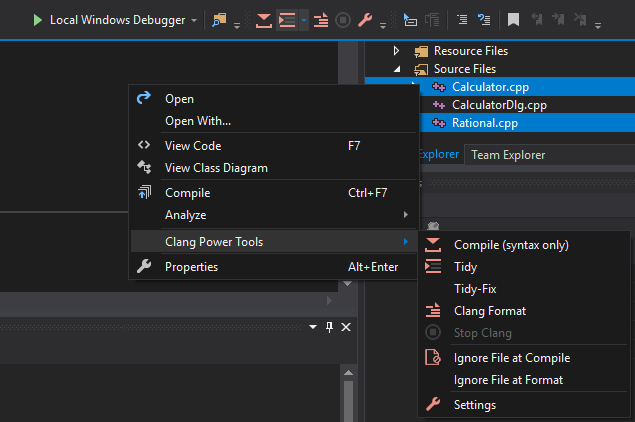 Local Windows Debugger
Resource Files
Source Files
Calculator.cpp
CalculatorDlg.cpp
Rational.cpp
Explorer
Team Explorer
Open
Open With...
View Code F7
View Class Diagram
Compile Ctrl+F7
Analyze
Clang Power Tools
Properties Alt+Enter
Compile (syntax only)
Tidy
Tidy-Fix
Clang Format
Stop Clang
Ignore File at Compile
Ignore File at Format
Settings